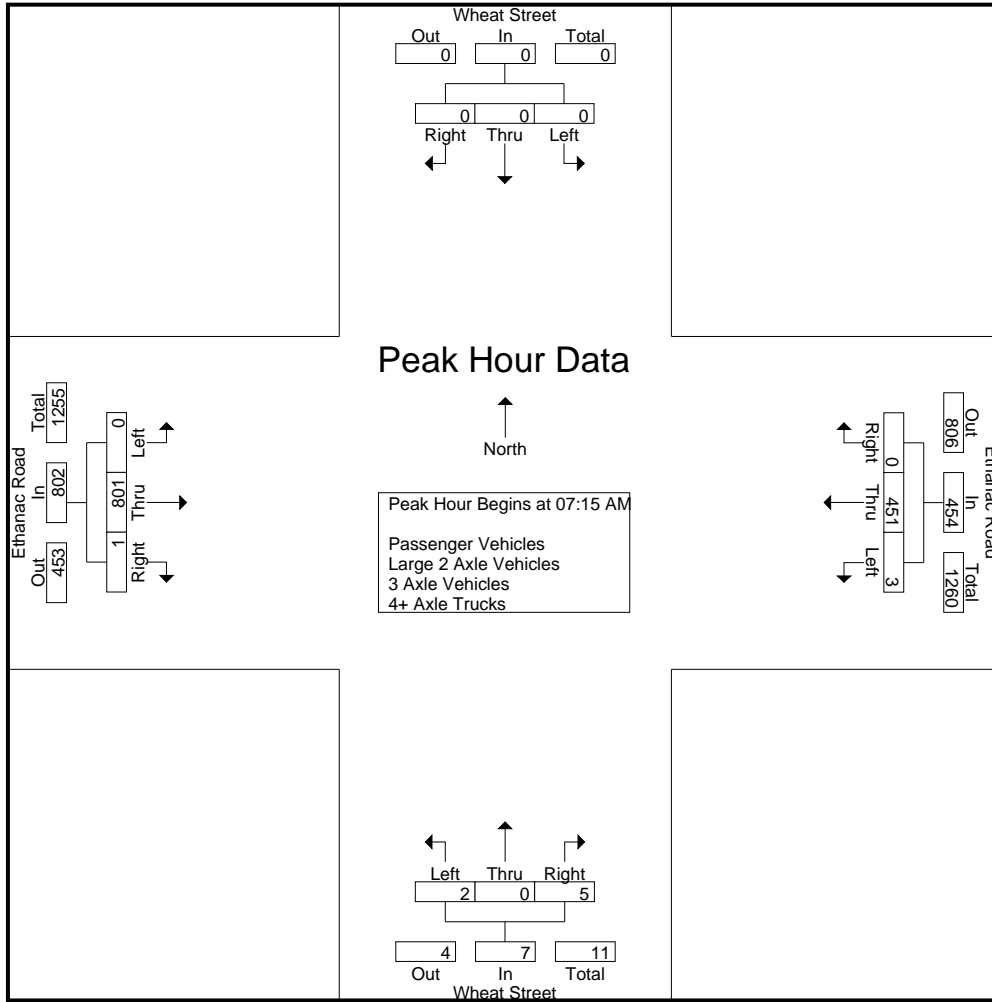 Wheat Street
Out In Total
0 0 0
0 0 0
Right Thru Left
Peak Hour Data
North
Peak Hour Begins at 07:15 AM
Passenger Vehicles
Large 2 Axle Vehicles
3 Axle Vehicles
4+ Axle Trucks
Ethanac Road
Out In Total
453 802 1255
Right Thru Left
1 801 0
Ethanac Road
Out In Total
806 454 1260
Right Thru Left
0 451 3
Left Thru Right
2 0 5
4 7 11
Out In Total
Wheat Street